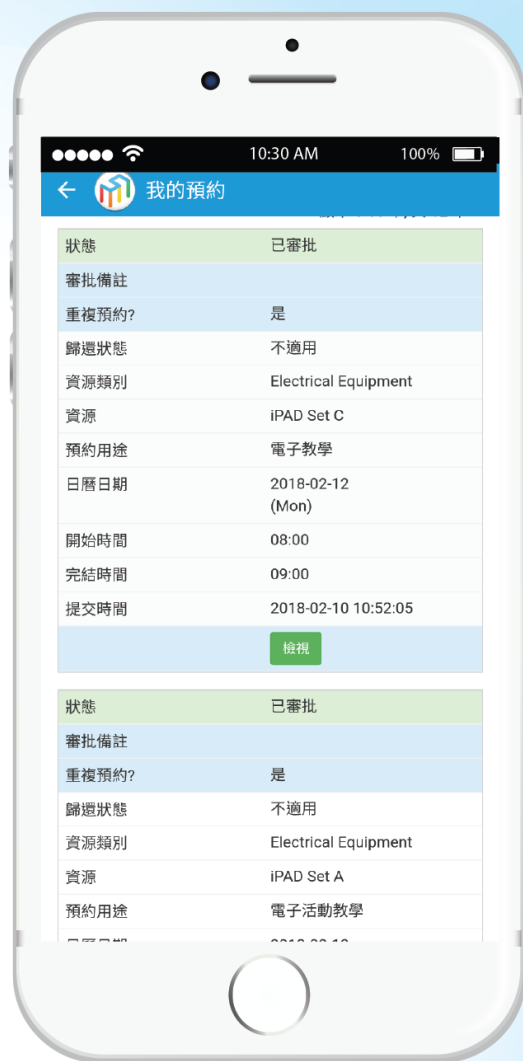 10:30 AM 100%
我的預約
狀態 已審批
審批備註
重複預約? 是
歸還狀態 不適用
資源類別 Electrical Equipment
資源 iPAD Set C
預約用途 電子教學
日曆日期 2018-02-12
(Mon)
開始時間 08:00
完結時間 09:00
提交時間 2018-02-10 10:52:05
檢視
狀態 已審批
審批備註
重複預約? 是
歸還狀態 不適用
資源類別 Electrical Equipment
資源 iPAD Set A
預約用途 電子活動教學